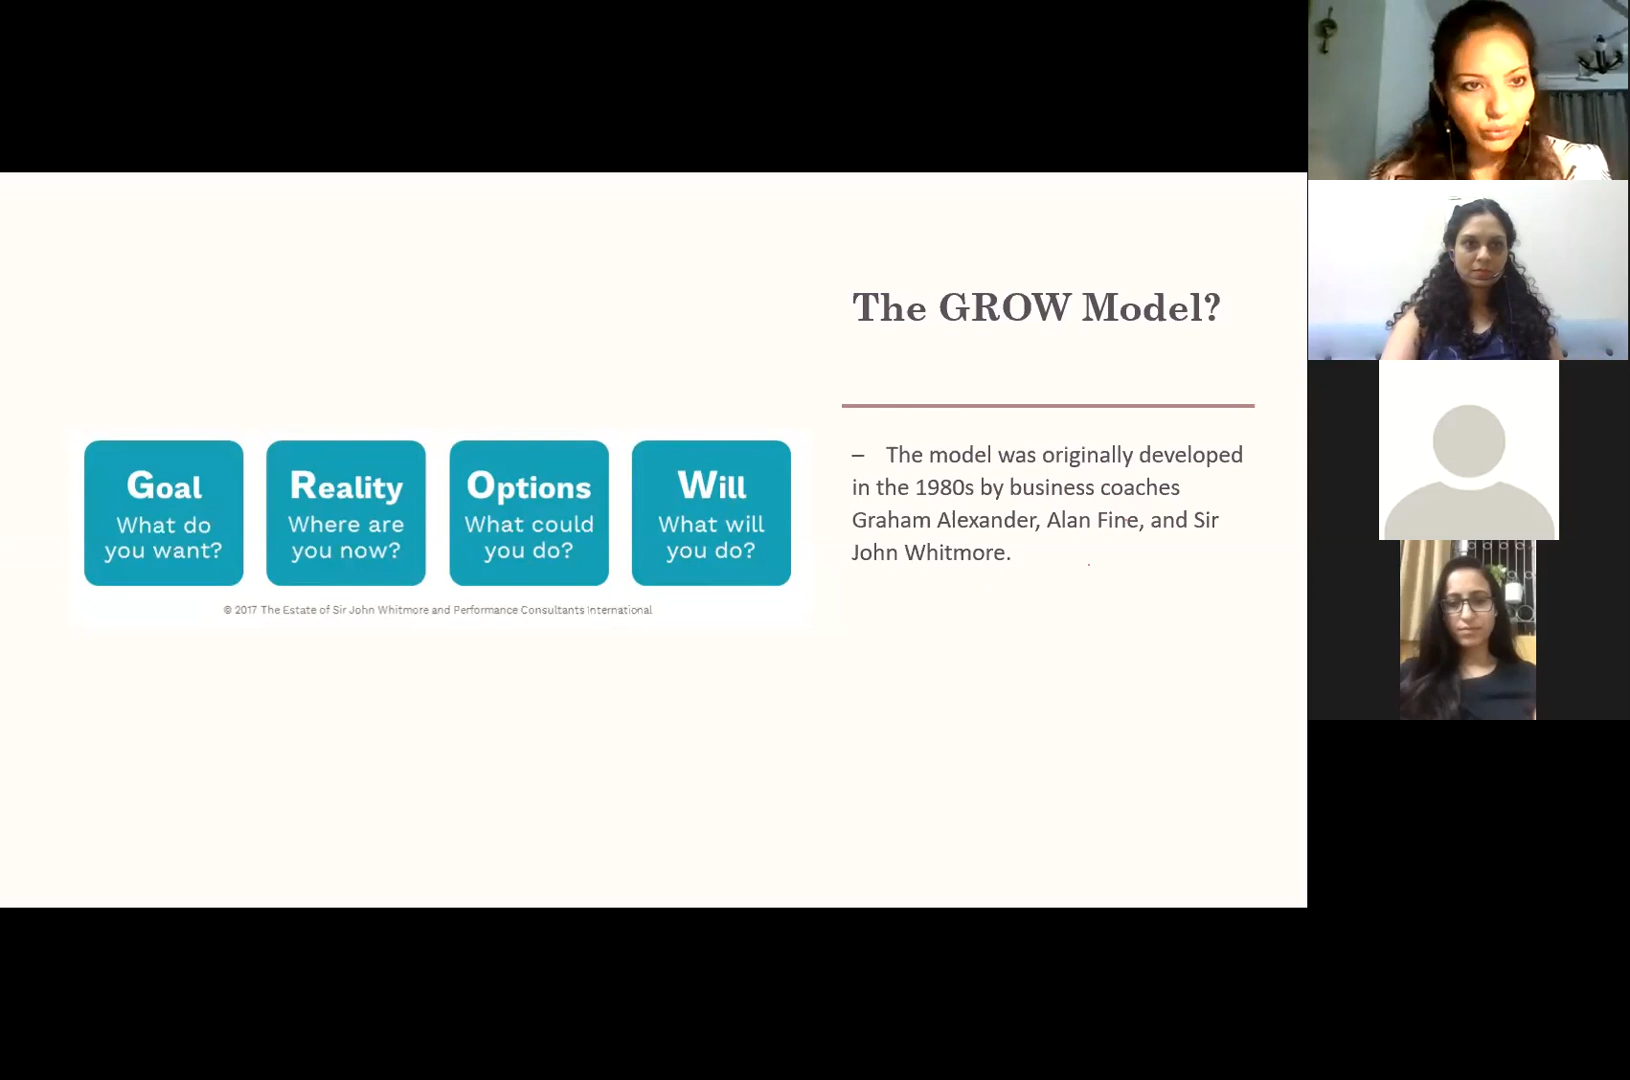 The GROW Model?
Goal
What do
you want?
Reality
Where are
you now?
Options
What could
you do?
Will
What will
you do?
© 2017 The Estate of Sir John Whitmore and Performance Consultants International
– The model was originally developed
in the 1980s by business coaches
Graham Alexander, Alan Fine, and Sir
John Whitmore.